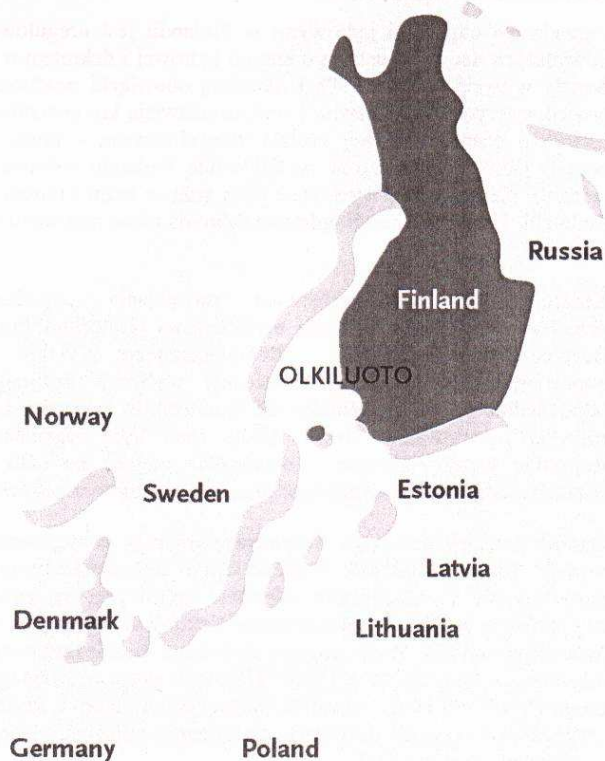 Russia
Finland
OLKILUOTO
Norway
Sweden
Estonia
Latvia
Denmark
Lithuania
Germany
Poland